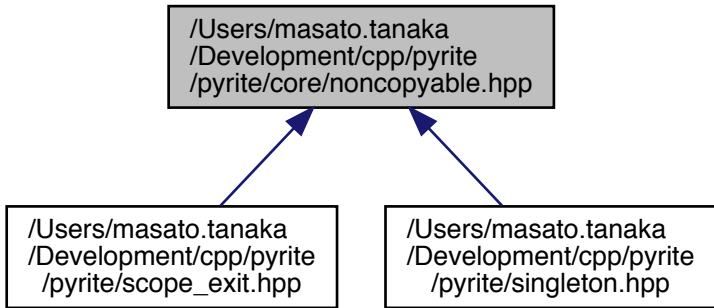 /Users/masato.tanaka
/Development/cpp/pyrite
/pyrite/core/noncopyable.hpp
/Users/masato.tanaka
/Development/cpp/pyrite
/pyrite/scope_exit.hpp
/Users/masato.tanaka
/Development/cpp/pyrite
/pyrite/singleton.hpp